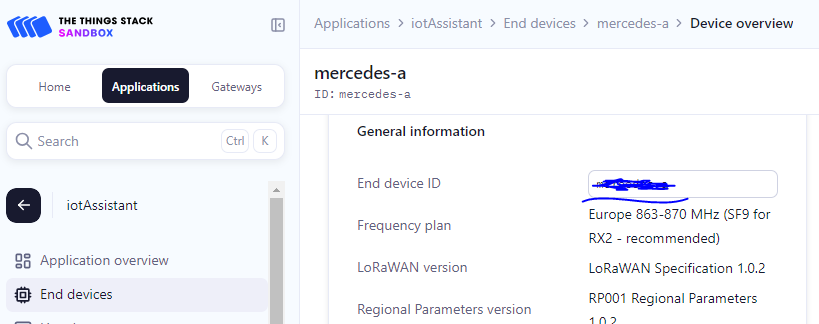 THE THINGS STACK
SANDBOX
Applications > iotAssistant > End devices > mercedes-a > Device overview
Home
Applications
Gateways
mercedes-a
ID: mercedes-a
Search
Ctrl
K
General information
iotAssistant
End device ID
Frequency plan
Europe 863-870 MHz (SF9 for
RX2 - recommended)
Application overview
LoRaWAN version
LoRaWAN Specification 1.0.2
End devices
Regional Parameters version
RP001 Regional Parameters
1.0.2